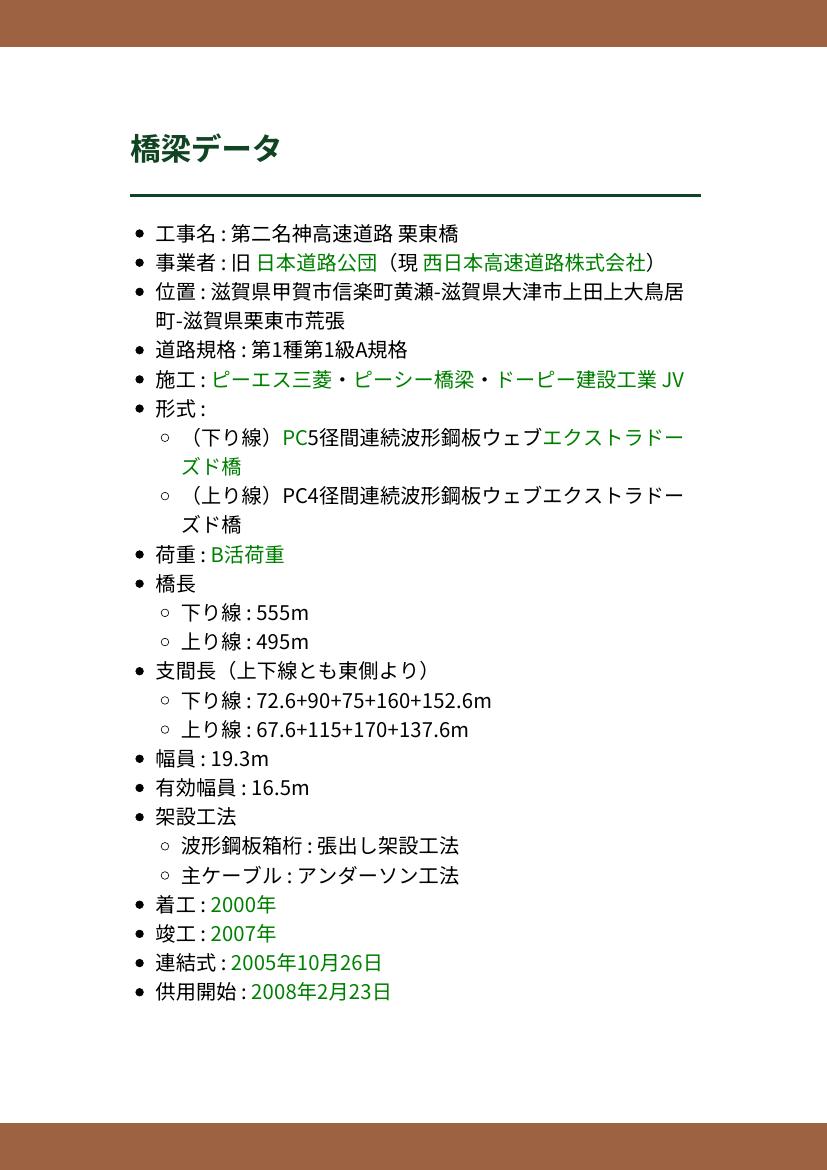 橋梁データ
工事名 : 第二名神高速道路 栗東橋
事業者 : 旧 日本道路公団（現 西日本高速道路株式会社）
位置 : 滋賀県甲賀市信楽町黄瀬-滋賀県大津市上田上大鳥居
町-滋賀県栗東市荒張
道路規格 : 第1種第1級A規格
施工 : ピーエス三菱・ピーシー橋梁・ドーピー建設工業 JV
形式 :
（下り線）PC5径間連続波形鋼板ウェブエクストラドー
ズド橋
（上り線）PC4径間連続波形鋼板ウェブエクストラドー
ズド橋
荷重 : B活荷重
橋長
下り線 : 555m
上り線 : 495m
支間長（上下線とも東側より）
下り線 : 72.6+90+75+160+152.6m
上り線 : 67.6+115+170+137.6m
幅員 : 19.3m
有効幅員 : 16.5m
架設工法
波形鋼板箱桁 : 張出し架設工法
主ケーブル : アンダーソン工法
着工 : 2000年
竣工 : 2007年
連結式 : 2005年10月26日
供用開始 : 2008年2月23日